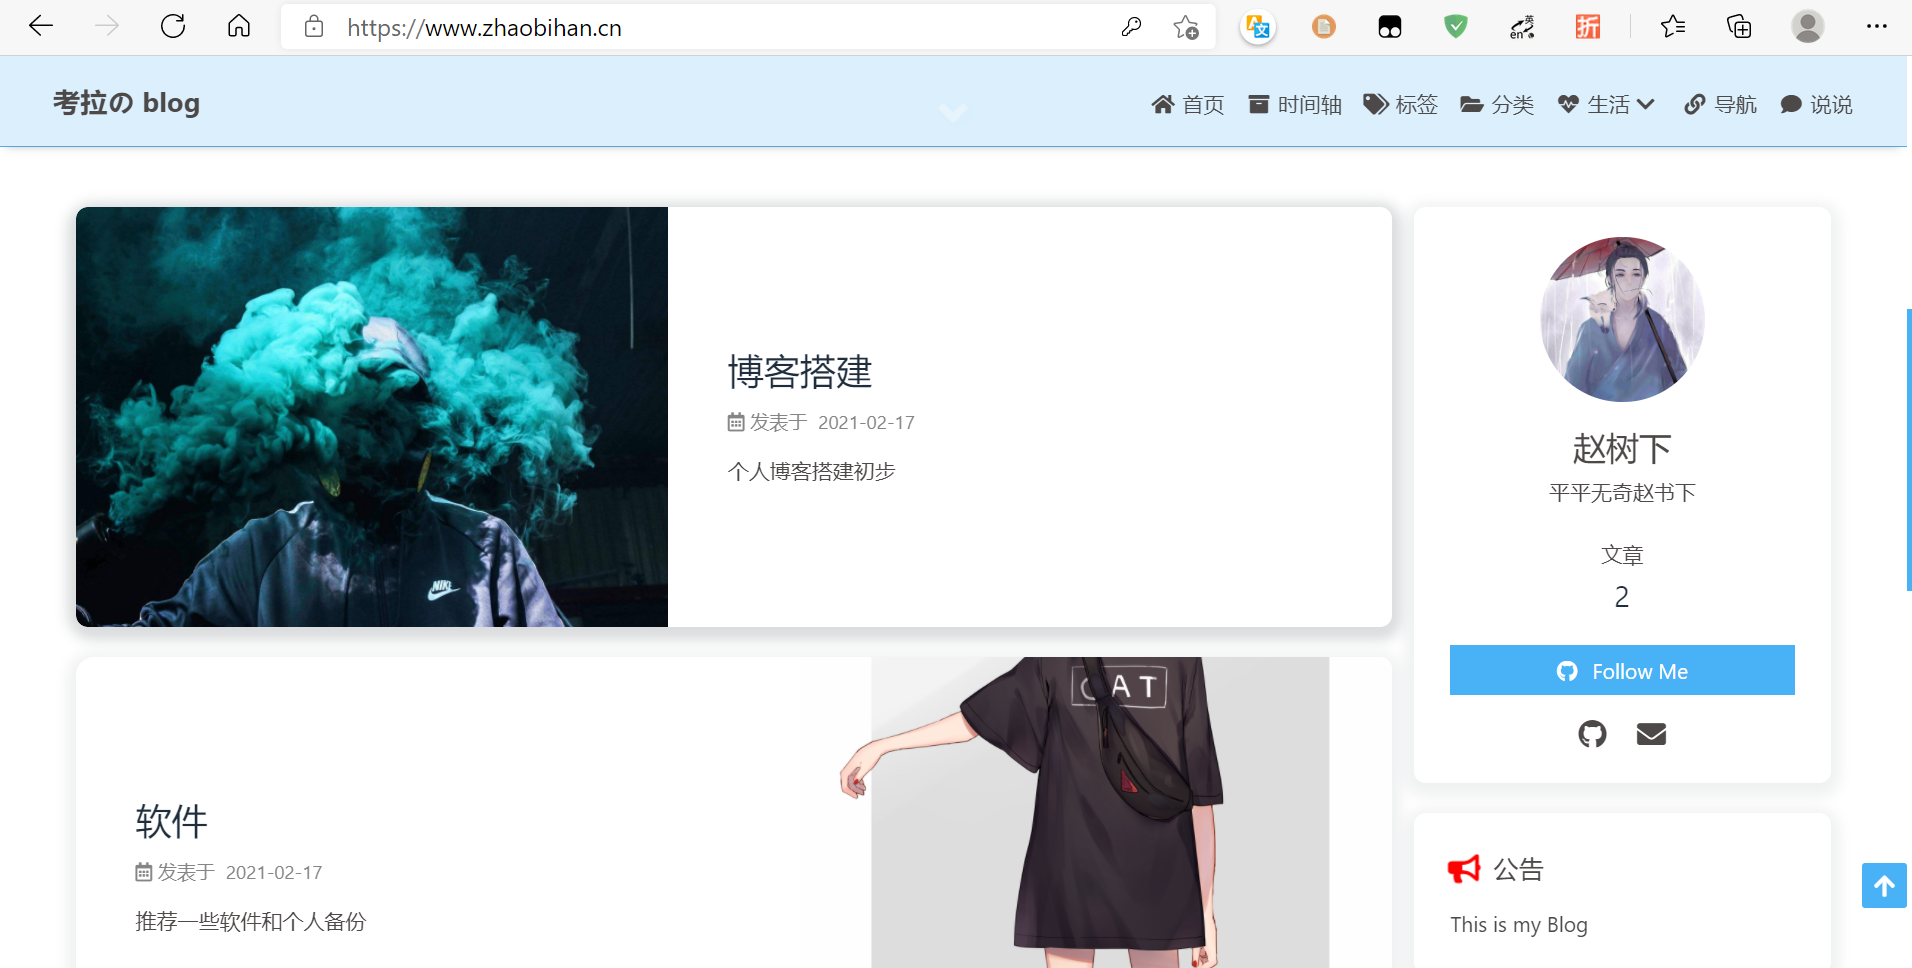 https://www.zhaobihan.cn
英
en
折
考拉の blog
首页 时间轴 标签 分类 生活 导航 说说
博客搭建
发表于 2021-02-17
个人博客搭建初步
NIKE
赵树下
平平无奇赵书下
文章
2
Follow Me
CAT
软件
发表于 2021-02-17
推荐一些软件和个人备份
公告
This is my Blog